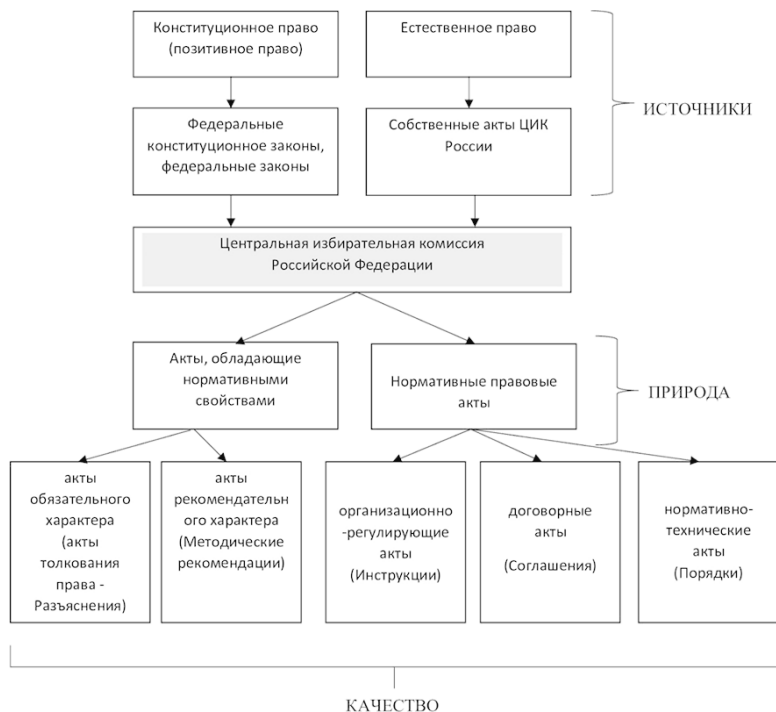 Конституционное право
(позитивное право)
Естественное право
ИСТОЧНИКИ
Федеральные
конституционное законы,
федеральные законы
Собственные акты ЦИК
России
Центральная избирательная комиссия
Российской Федерации
Акты, обладающие
нормативными
свойствами
Нормативные правовые
акты
ПРИРОДА
акты
обязательного
характера
(акты
толкования
права -
Разъяснения)
акты
рекомендательн
ого характера
(Методические
рекомендации)
организационно
-регулирующие
акты
(Инструкции)
договорные
акты
(Соглашения)
нормативно-
технические
акты
(Порядки)
КАЧЕСТВО